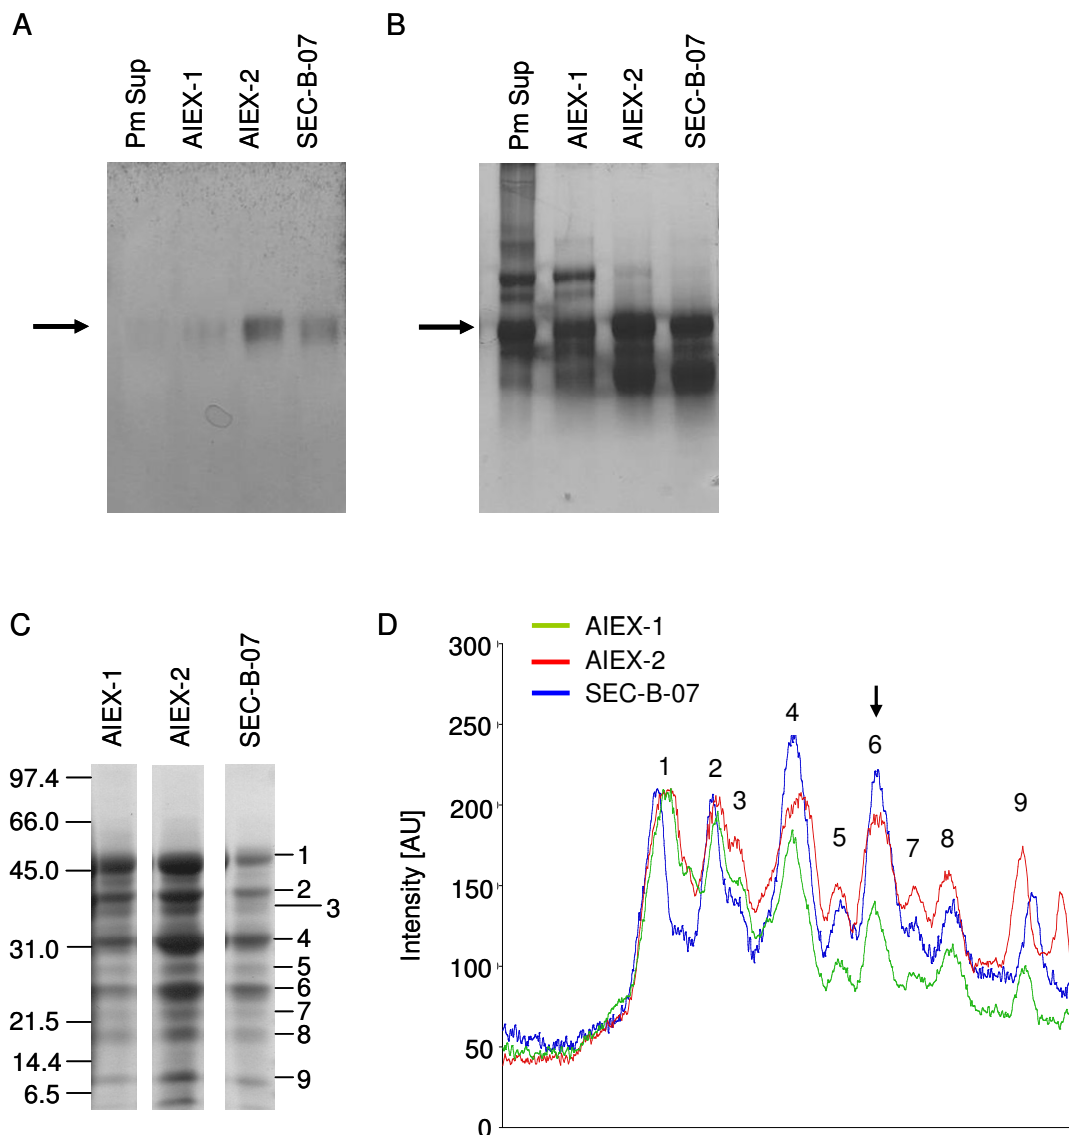 A
Pm Sup
AIEX-1
AIEX-2
SEC-B-07
B
Pm Sup
AIEX-1
AIEX-2
SEC-B-07
C
AIEX-1
AIEX-2
SEC-B-07
97.4
66.0
45.0
31.0
21.5
14.4
6.5
1
2
3
4
5
6
7
8
9
D
AIEX-1
AIEX-2
SEC-B-07
Intensity [AU]
300
250
200
150
100
50
0
1
2
3
4
5
6
7
8
9